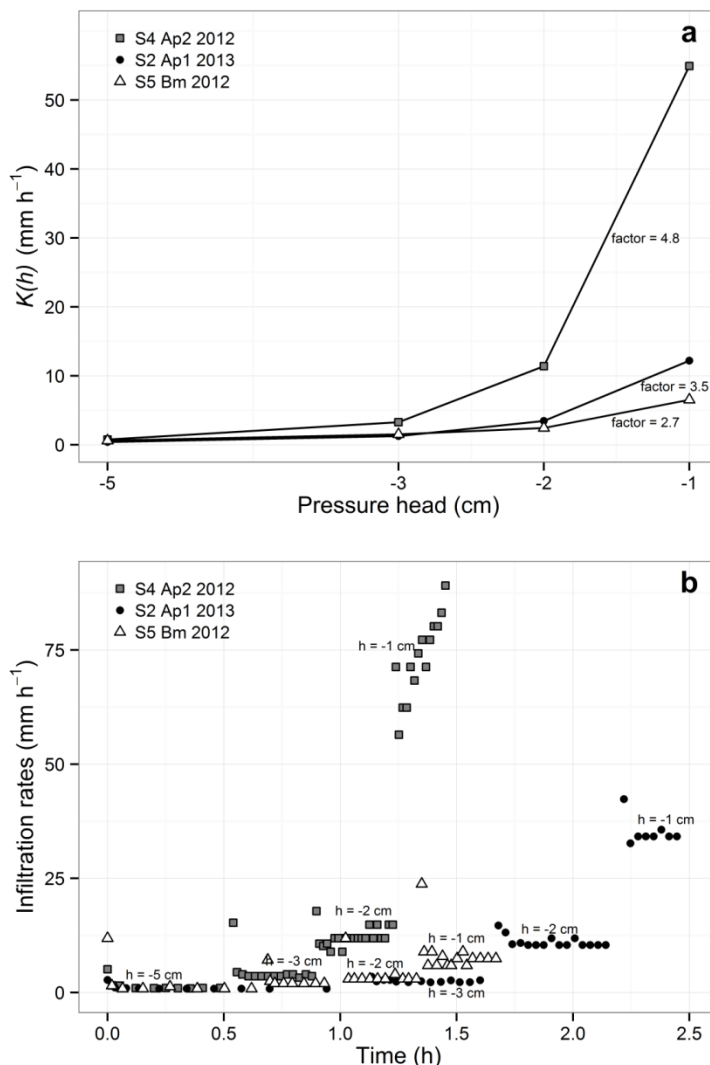 a
S4 Ap2 2012
S2 Ap1 2013
S5 Bm 2012
50
40
30
20
10
0
K(h) (mm h⁻¹)
factor = 4.8
factor = 3.5
factor = 2.7
-5
-3
-2
-1
Pressure head (cm)
b
S4 Ap2 2012
S2 Ap1 2013
S5 Bm 2012
75
50
25
0
Infiltration rates (mm h⁻¹)
h = -1 cm
h = -1 cm
h = -2 cm
h = -2 cm
h = -1 cm
h = -5 cm
h = -3 cm
h = -2 cm
h = -3 cm
0.0
0.5
1.0
1.5
2.0
2.5
Time (h)